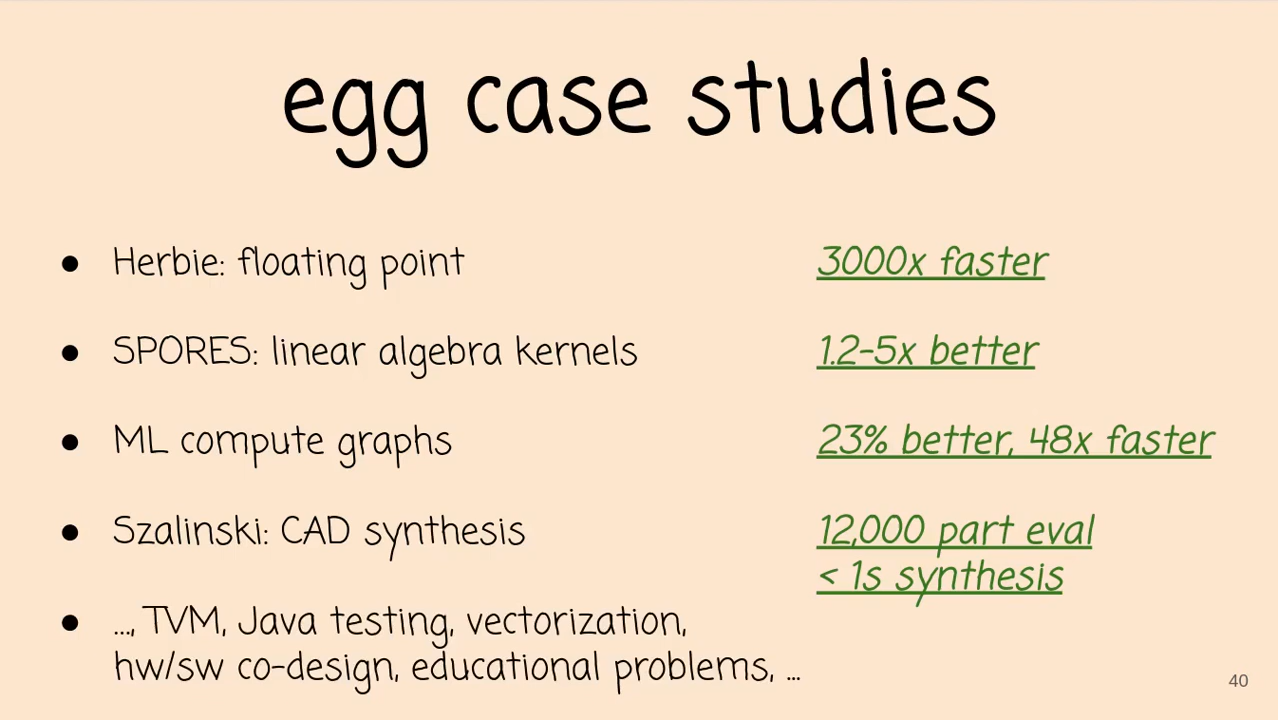 egg case studies
● Herbie: floating point
3000x faster
● SPORES: linear algebra kernels
1.2-5x better
● ML compute graphs
23% better, 48x faster
● Szalinski: CAD synthesis
12,000 part eval
< 1s synthesis
● ..., TVM, Java testing, vectorization,
hw/sw co-design, educational problems, ...
40